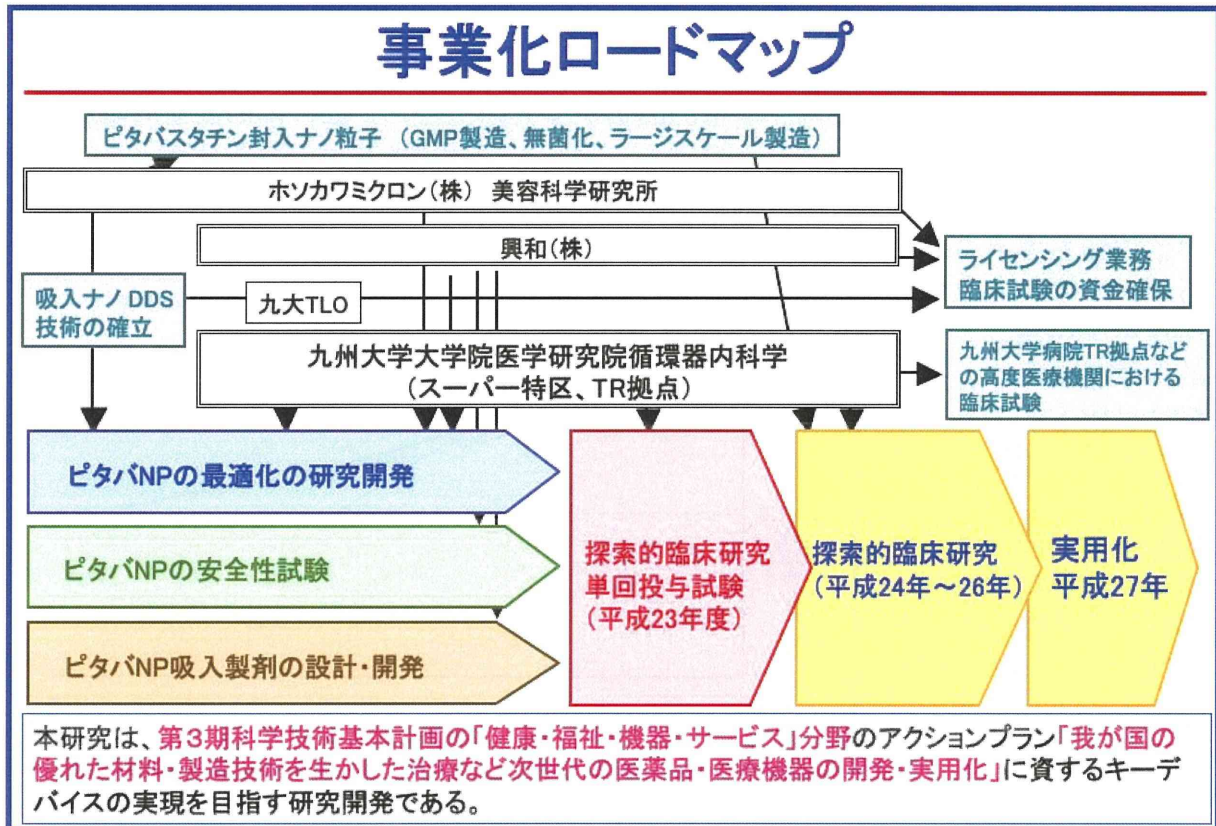 事業化ロードマップ
ピタバスタチン封入ナノ粒子 (GMP製造、無菌化、ラージスケール製造)
ホソカワミクロン(株) 美容科学研究所
興和(株)
ライセンシング業務
臨床試験の資金確保
吸入ナノ DDS
技術の確立
九大TLO
九州大学大学院医学研究院循環器内科学
(スーパー特区、TR拠点)
九州大学病院TR拠点など
の高度医療機関における
臨床試験
ピタバNPの最適化の研究開発
ピタバNPの安全性試験
ピタバNP吸入製剤の設計・開発
探索的臨床研究
単回投与試験
(平成23年度)
探索的臨床研究
(平成24年～26年)
実用化
平成27年
本研究は、第3期科学技術基本計画の「健康・福祉・機器・サービス」分野のアクションプラン「我が国の
優れた材料・製造技術を生かした治療など次世代の医薬品・医療機器の開発・実用化」に資するキーデ
バイスの実現を目指す研究開発である。